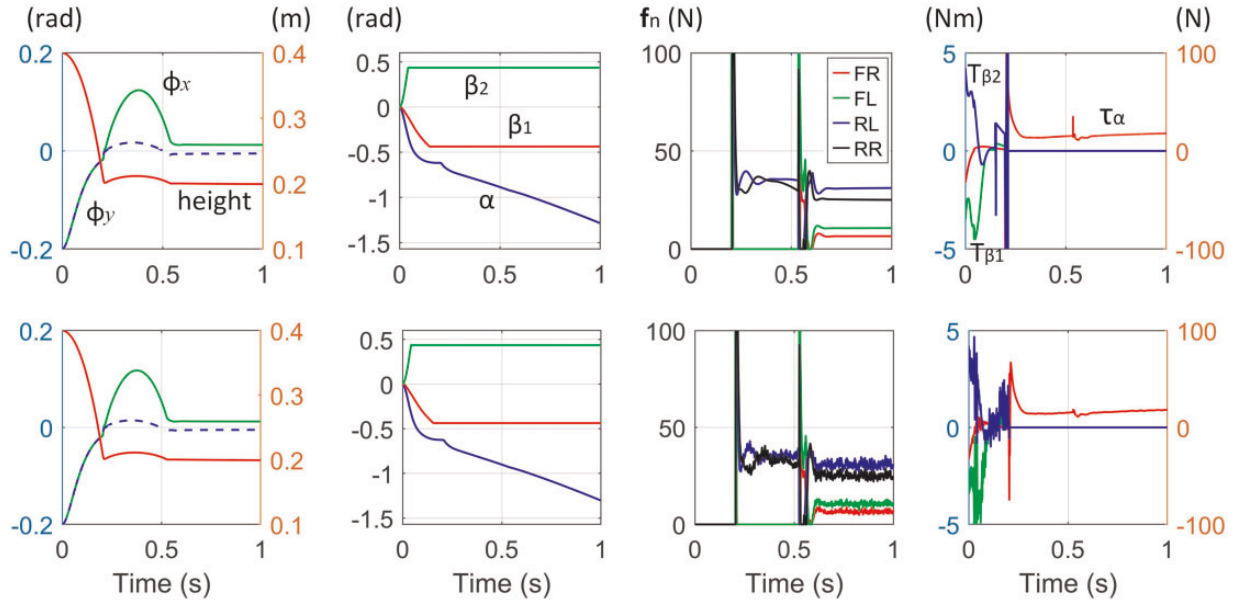 (rad) (m) (rad) fn (N) (Nm) (N)
0.2 0.4 0.5 100 5 100
ϕx β2 FR Tβ2
FL
0.3 0 RL
β1 RR τα
0 -0.5 50 0 0
ϕy height α
0.2 -1
Tβ1
-0.2 0.1 -1.5 0 -5 -100
0 0.5 1 0 0.5 1 0 0.5 1 0 0.5 1
0.2 0.4 0.5 100 5 100
0.3 0
0 -0.5 50 0 0
0.2 -1
-0.2 0.1 -1.5 0 -5 -100
0 0.5 1 0 0.5 1 0 0.5 1 0 0.5 1
Time (s) Time (s) Time (s) Time (s)